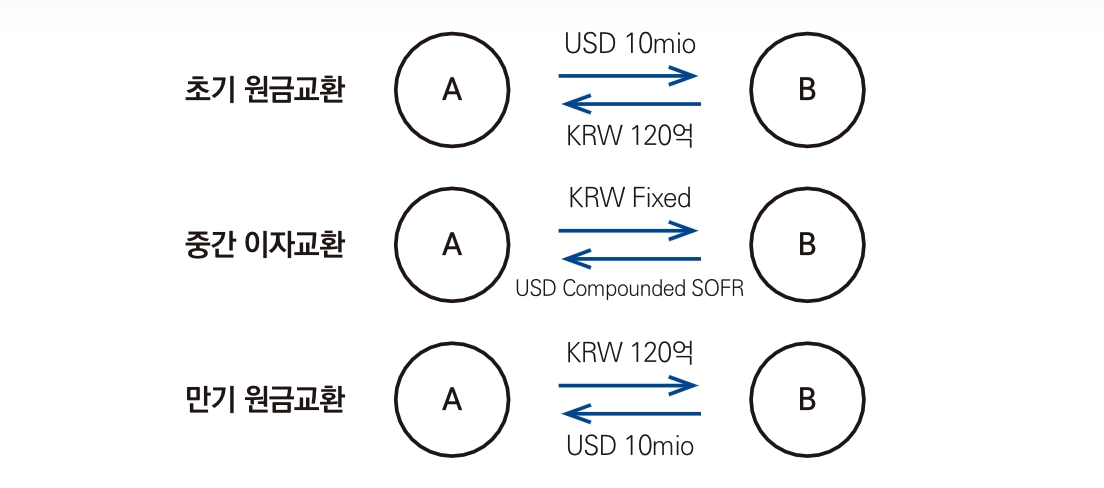 USD 10mio
초기 원금교환 A B
KRW 120억
KRW Fixed
중간 이자교환 A B
USD Compounded SOFR
KRW 120억
만기 원금교환 A B
USD 10mio